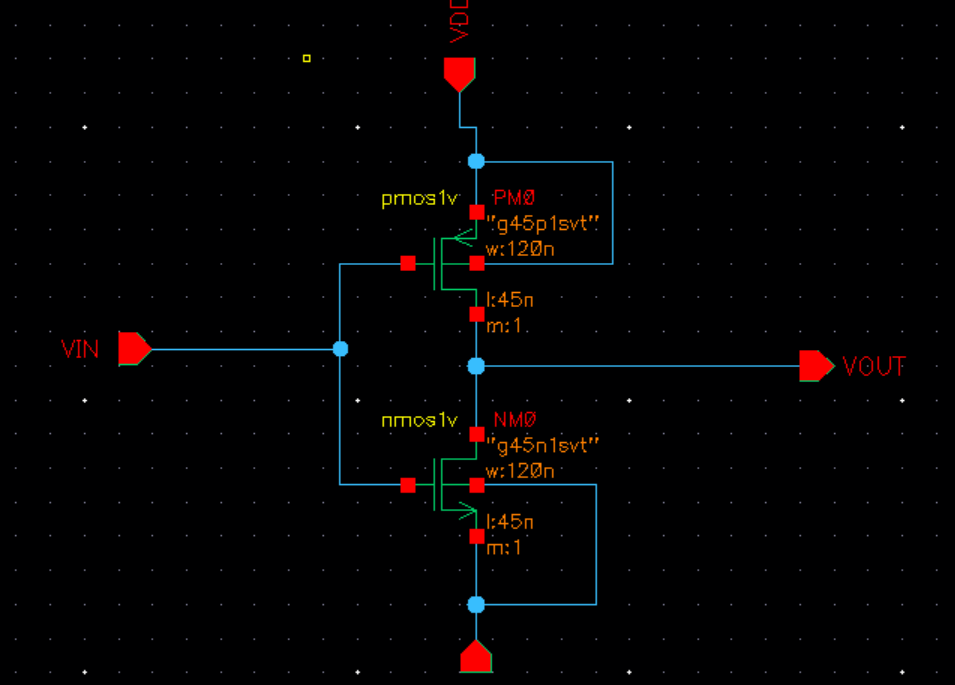 VDD
pmos1v
PM0
"g45p1svt"
w:120n
l:45n
m:1
VIN
VOUT
nmos1v
NM0
"g45n1svt"
w:120n
l:45n
m:1